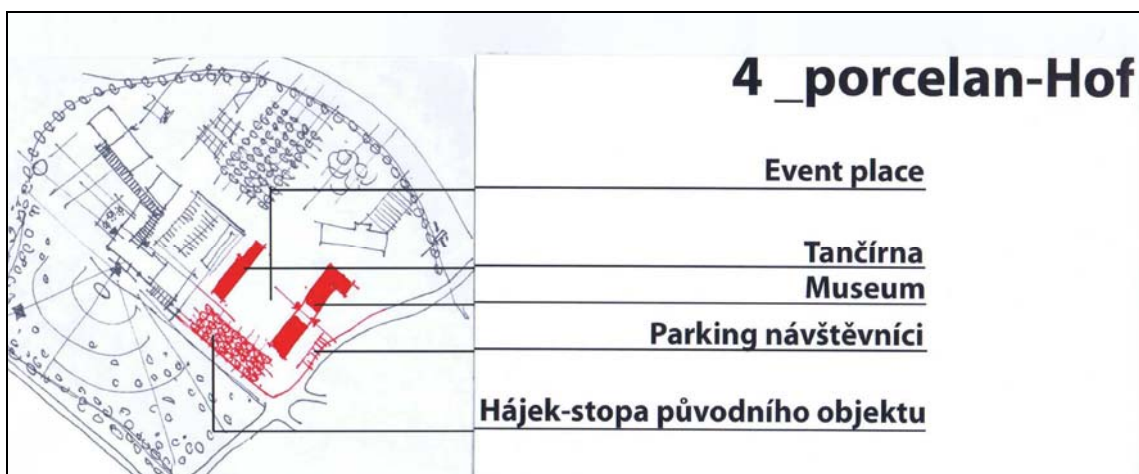 4 _porcelan-Hof
Event place
Tančírna
Museum
Parking návštěvníci
Hájek-stopa původního objektu